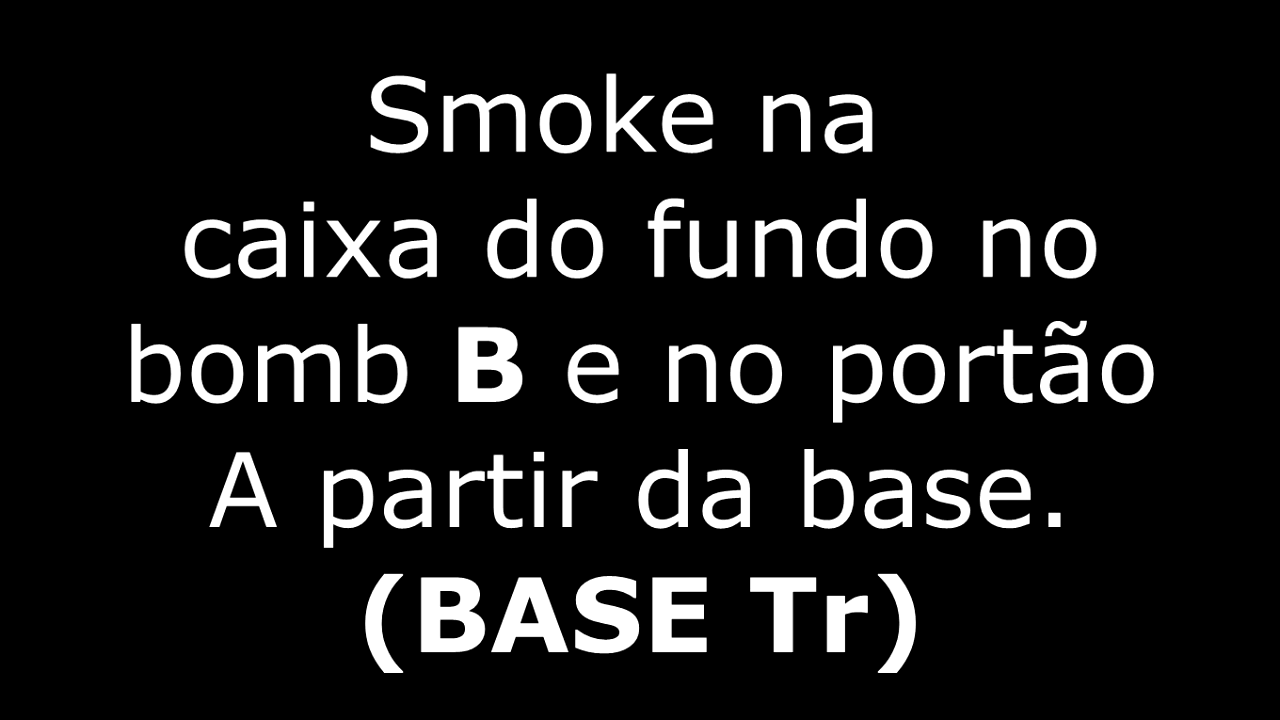 Smoke na
caixa do fundo no
bomb B e no portão
A partir da base.
(BASE Tr)